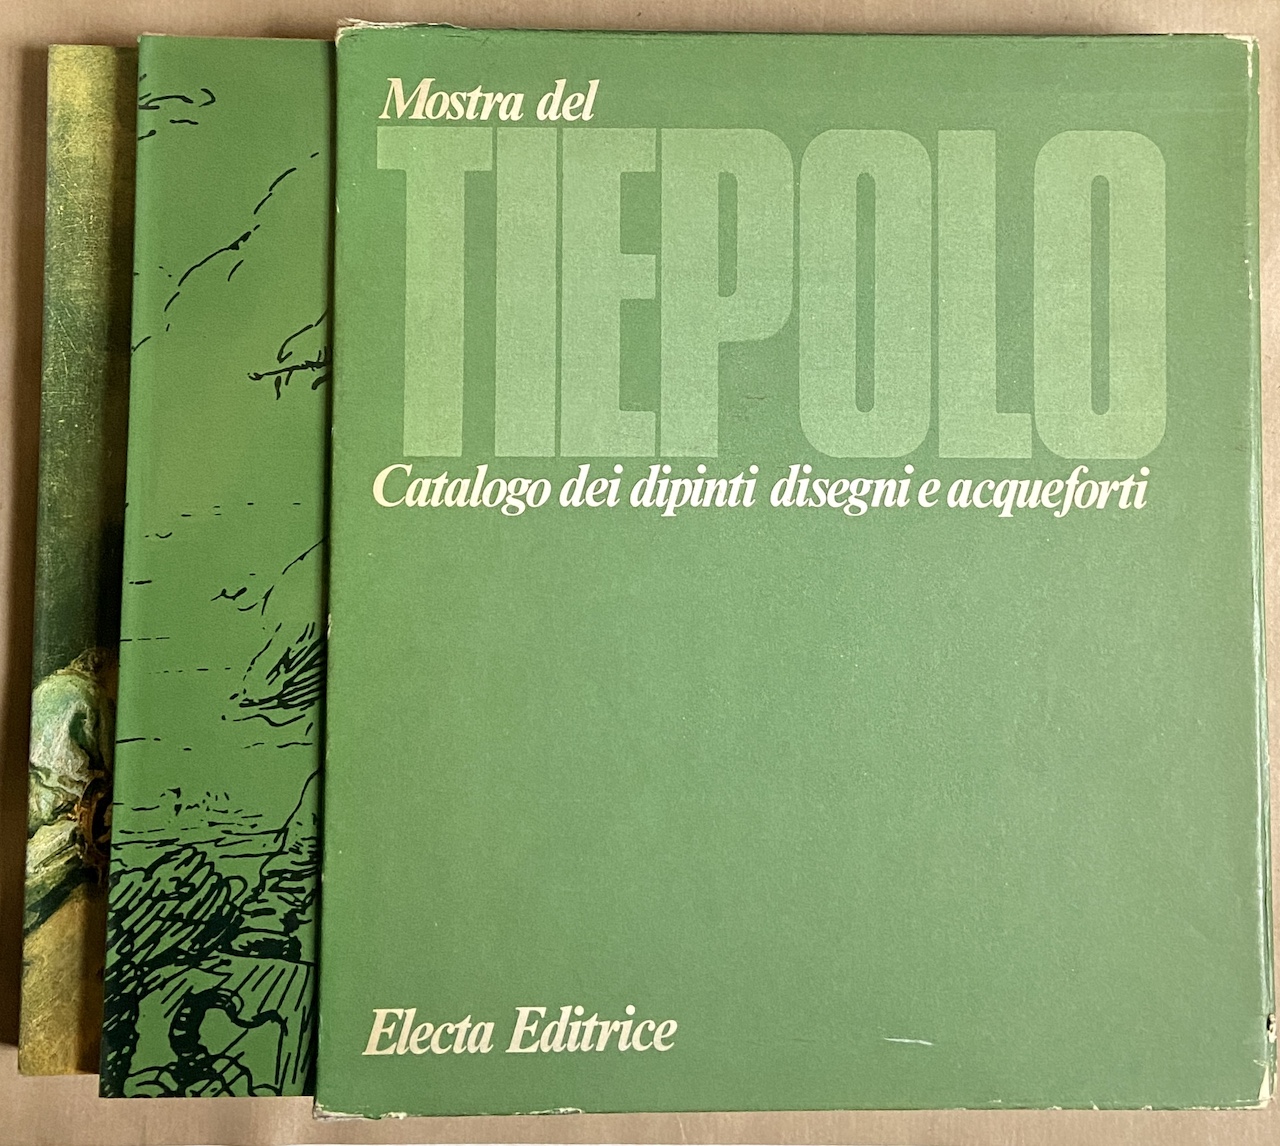 Mostra del
TIEPOLO
Catalogo dei dipinti disegni e acqueforti
Electa Editrice